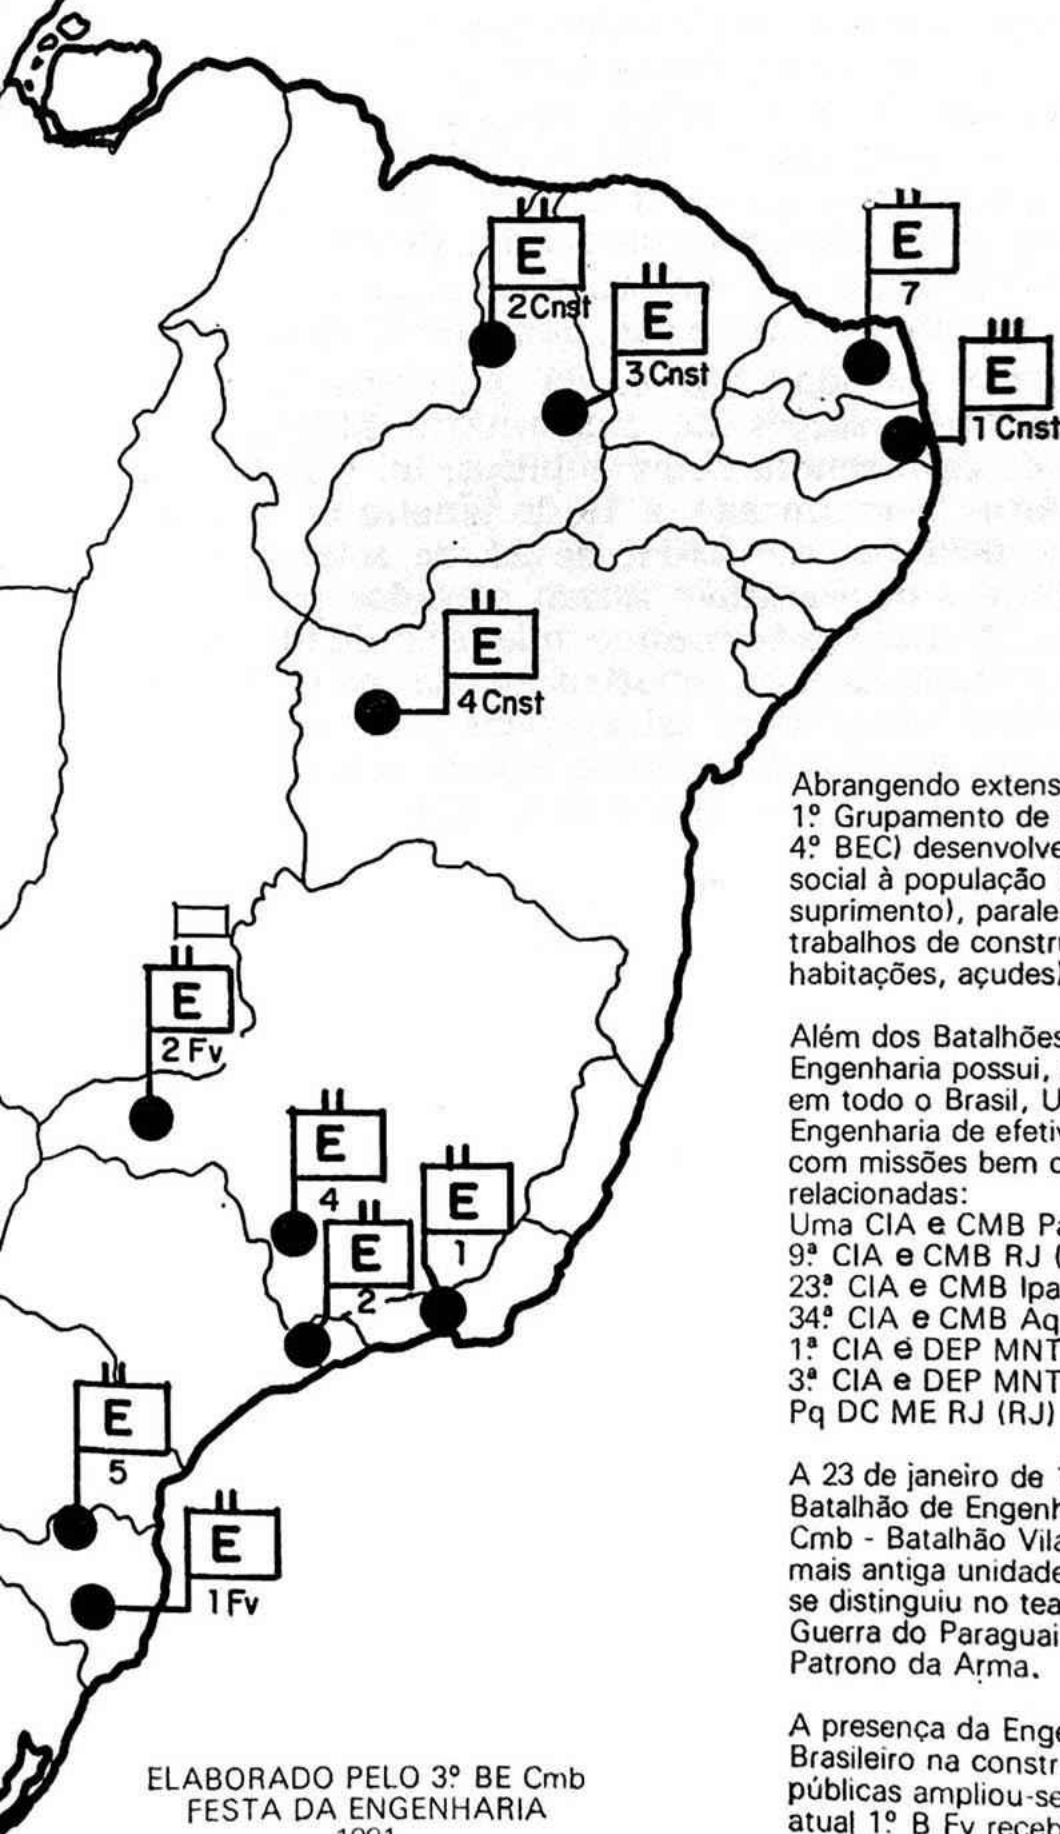 E
2 Cnst
E
3 Cnst
E
7
E
1 Cnst
E
4 Cnst
E
2 Fv
E
4
E
2
E
1
E
5
E
1 Fv
ELABORADO PELO 3º BE Cmb
FESTA DA ENGENHARIA
Abrangendo extens
1º Grupamento de
4º BEC) desenvolve
social à população
suprimento), parale
trabalhos de constru
habitações, açudes)
Além dos Batalhões
Engenharia possui,
em todo o Brasil, U
Engenharia de efetiv
com missões bem d
relacionadas:
Uma CIA e CMB Pa
9ª CIA e CMB RJ (
23ª CIA e CMB Ipa
34ª CIA e CMB Aq
1ª CIA e DEP MNT
3ª CIA e DEP MNT
Pq DC ME RJ (RJ)
A 23 de janeiro de 1
Batalhão de Engenh
Cmb - Batalhão Vila
mais antiga unidade
se distinguiu no tea
Guerra do Paraguai
Patrono da Arma.
A presença da Enge
Brasileiro na constr
públicas ampliou-se
atual 1º B Fv receb